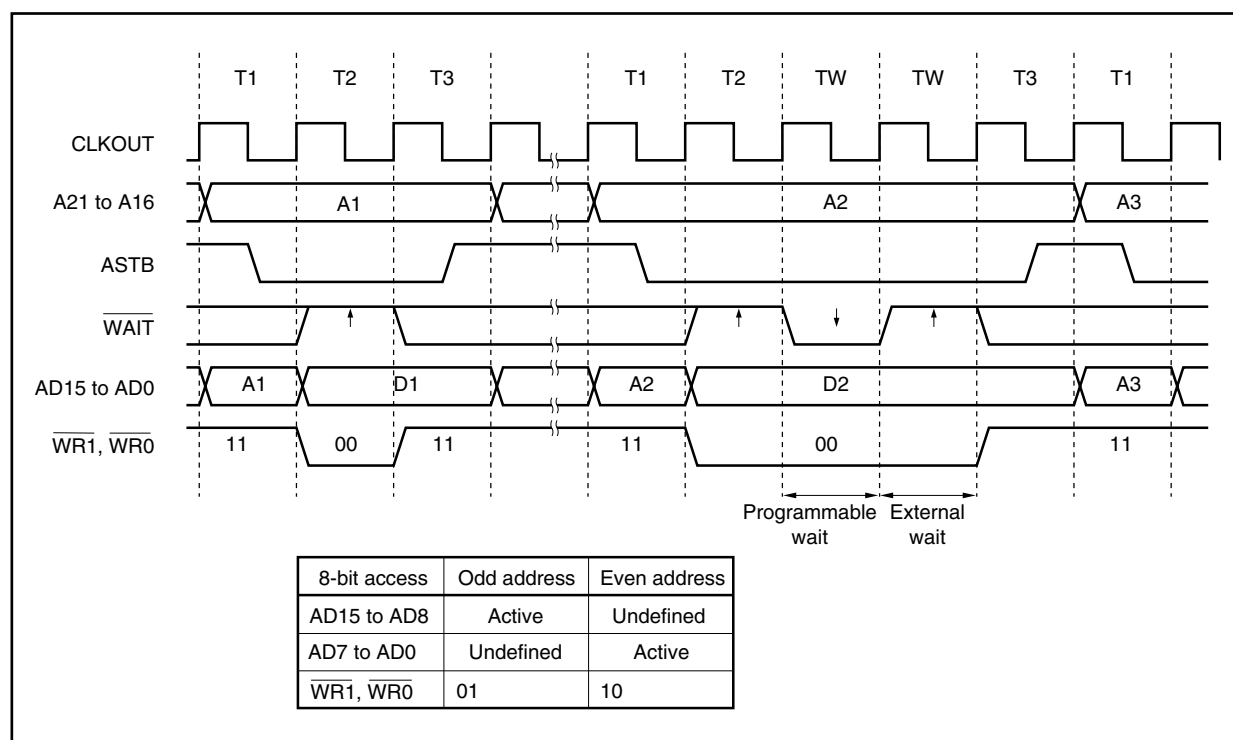 T1 T2 T3 T1 T2 TW TW T3 T1
CLKOUT
A21 to A16 A1 A2 A3
ASTB
WAIT
AD15 to AD0 A1 D1 A2 D2 A3
WR1, WR0 11 00 11 11 00 11
Programmable wait
External wait
8-bit access Odd address Even address
AD15 to AD8 Active Undefined
AD7 to AD0 Undefined Active
WR1, WR0 01 10